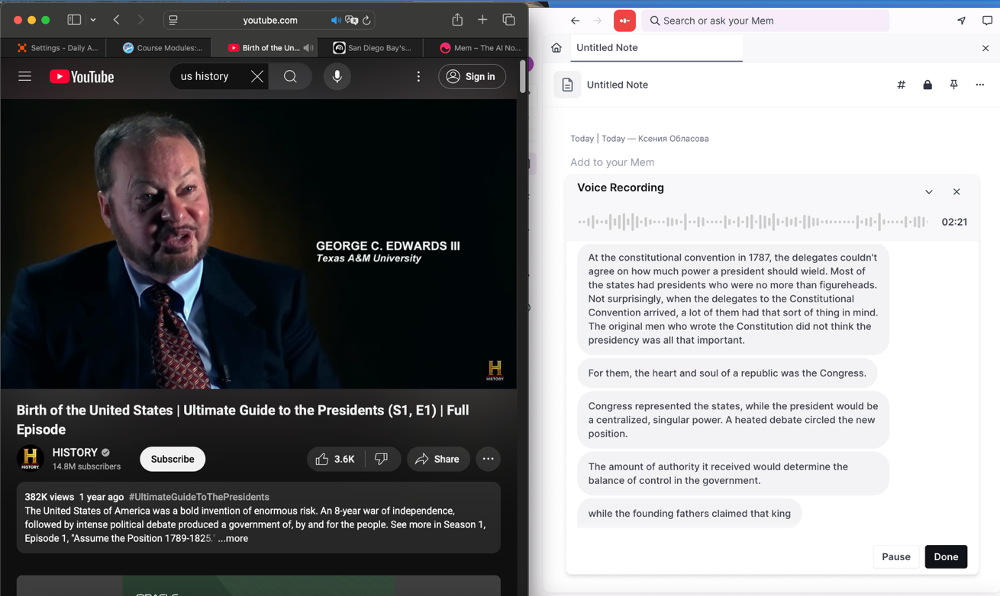 youtube.com
Settings - Daily A...
Course Modules:...
Birth of the Un...
San Diego Bay's...
Mem – The AI No...
YouTube
us history
Sign in
GEORGE C. EDWARDS III
Texas A&M University
H
HISTORY
Birth of the United States | Ultimate Guide to the Presidents (S1, E1) | Full
Episode
H
HISTORY
HISTORY
14.8M subscribers
Subscribe
3.6K
Share
382K views 1 year ago #UltimateGuideToThePresidents
The United States of America was a bold invention of enormous risk. An 8-year war of independence,
followed by intense political debate produced a government of, by and for the people. See more in Season 1,
Episode 1, "Assume the Position 1789-1825." ...more
Search or ask your Mem
Untitled Note
Untitled Note
Today | Today — Ксения Обласова
Add to your Mem
Voice Recording
02:21
At the constitutional convention in 1787, the delegates couldn't
agree on how much power a president should wield. Most of
the states had presidents who were no more than figureheads.
Not surprisingly, when the delegates to the Constitutional
Convention arrived, a lot of them had that sort of thing in mind.
The original men who wrote the Constitution did not think the
presidency was all that important.
For them, the heart and soul of a republic was the Congress.
Congress represented the states, while the president would be
a centralized, singular power. A heated debate circled the new
position.
The amount of authority it received would determine the
balance of control in the government.
while the founding fathers claimed that king
Pause
Done